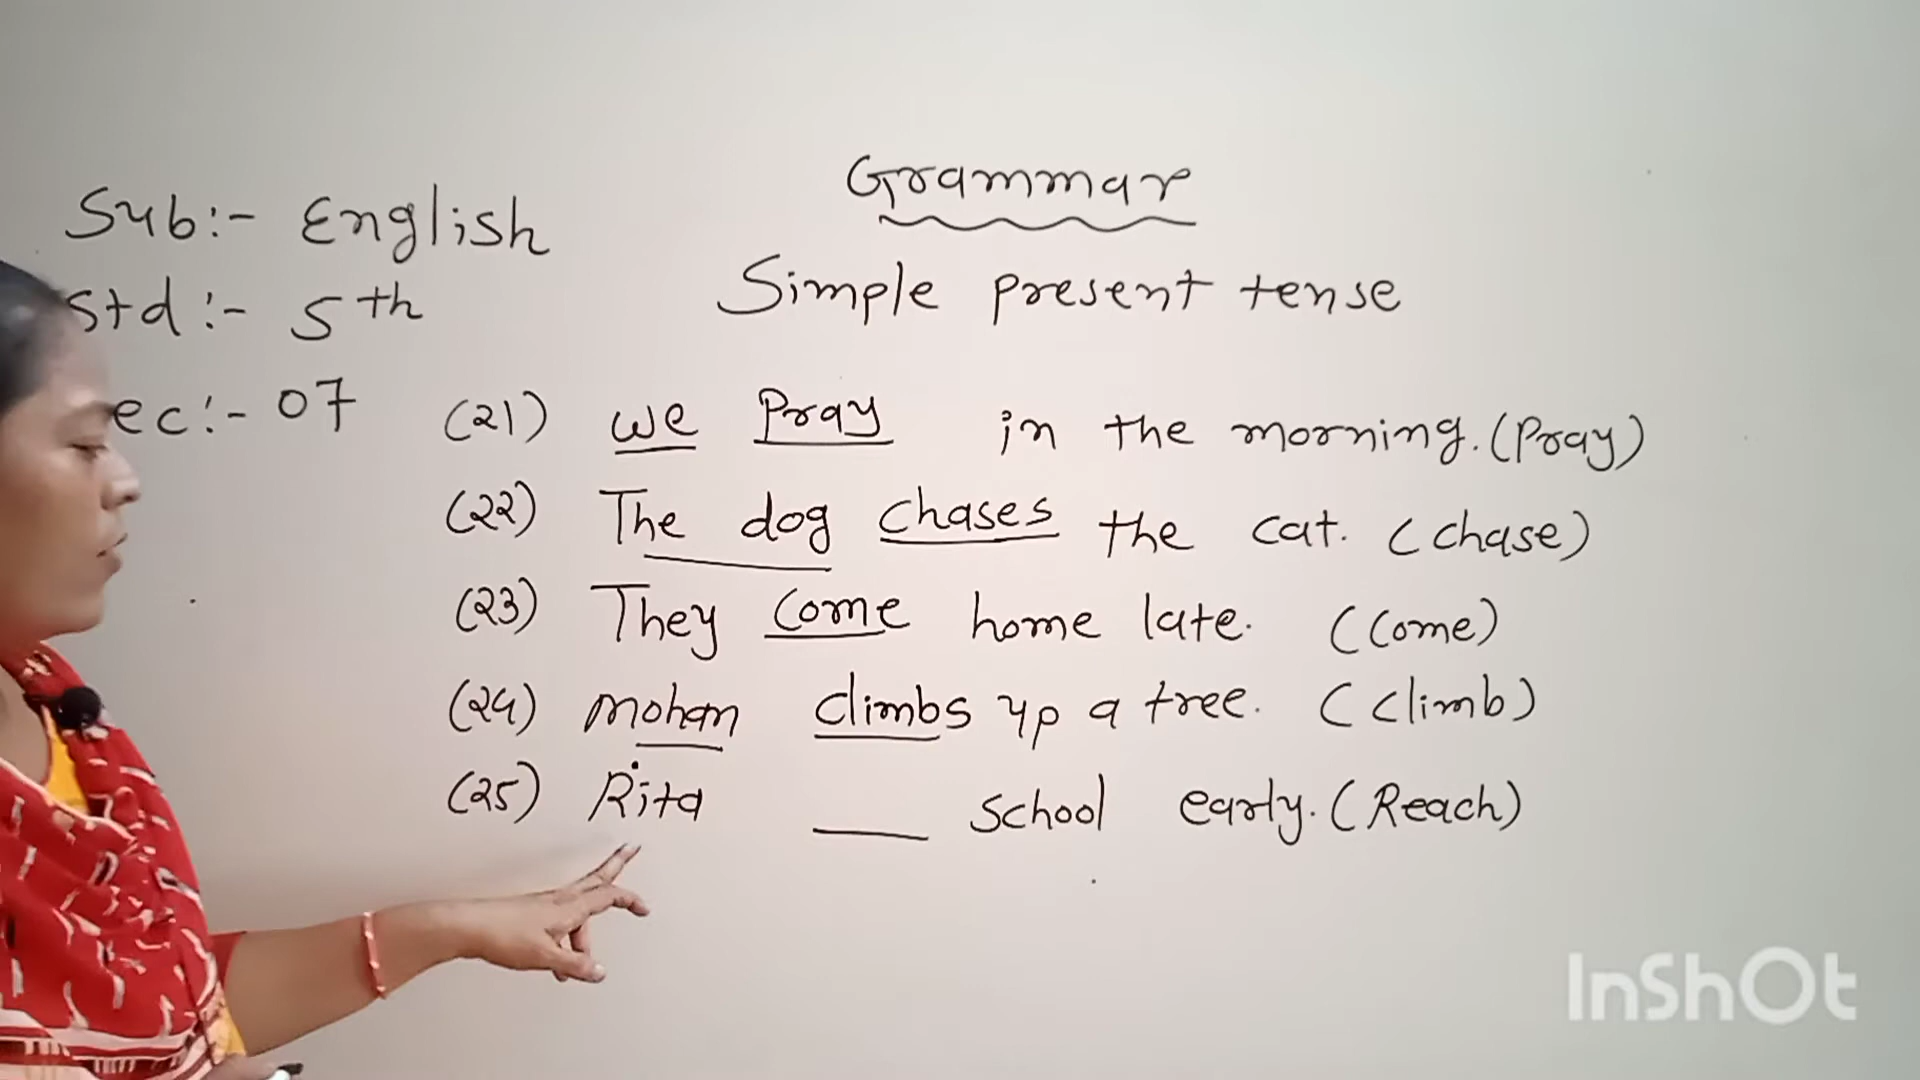 Grammar
Sub:- English
Simple present tense
Std:- 5th
ec:- 07
(21) We Pray in the morning. (Pray)
(22) The dog chases the cat. (chase)
(23) They come home late. (Come)
(24) Mohan climbs up a tree. (Climb)
(25) Rita ___ School early. (Reach)
InShOt